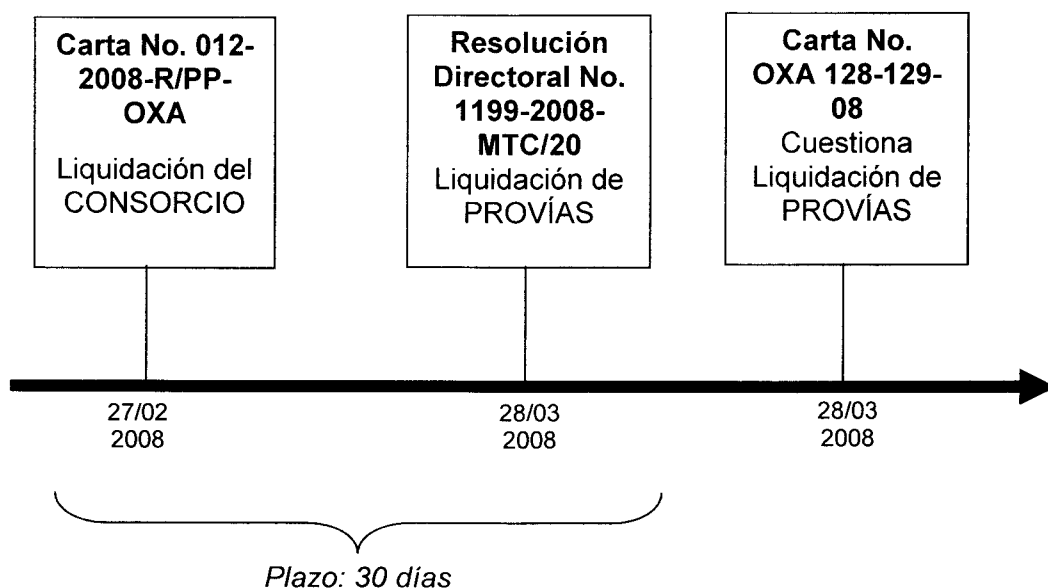 Carta No. 012-
2008-R/PP-
OXA
Liquidación del
CONSORCIO
Resolución
Directoral No.
1199-2008-
MTC/20
Liquidación de
PROVÍAS
Carta No.
OXA 128-129-
08
Cuestiona
Liquidación de
PROVÍAS
27/02
2008
28/03
2008
28/03
2008
Plazo: 30 días